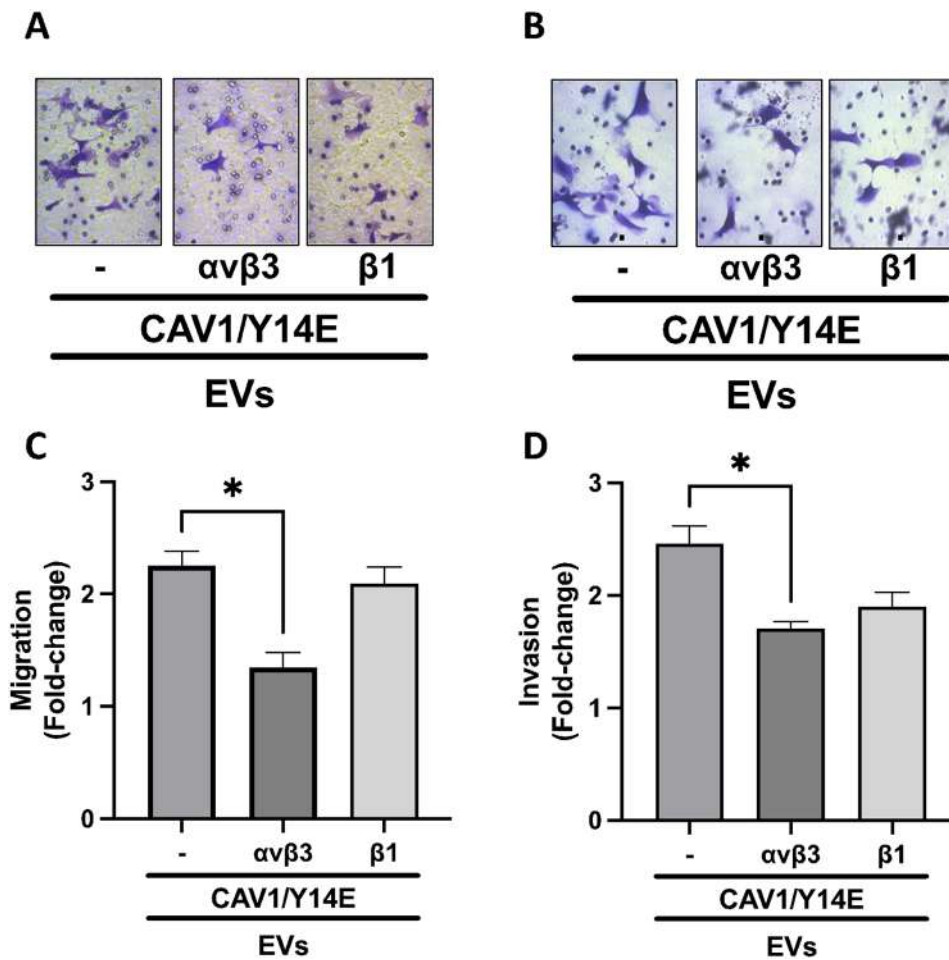 A
B
- αvβ3 β1
CAV1/Y14E
EVs
- αvβ3 β1
CAV1/Y14E
EVs
C
Migration
(Fold-change)
3
2
1
0
*
- αvβ3 β1
CAV1/Y14E
EVs
D
Invasion
(Fold-change)
3
2
1
0
*
- αvβ3 β1
CAV1/Y14E
EVs